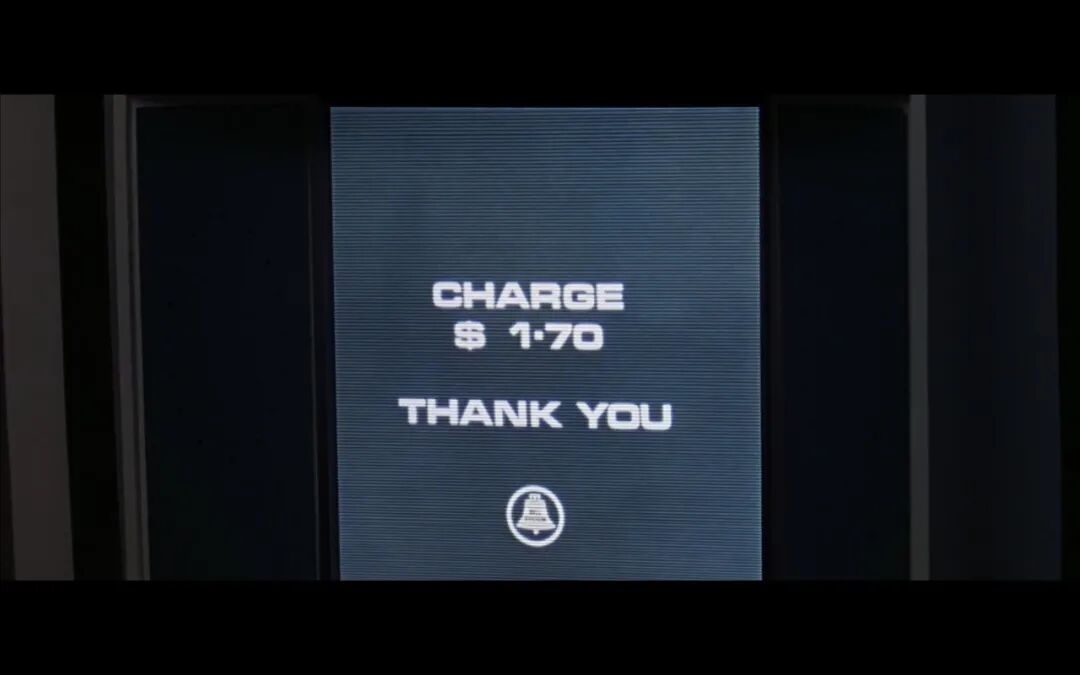 CHARGE
$ 1·70
THANK YOU